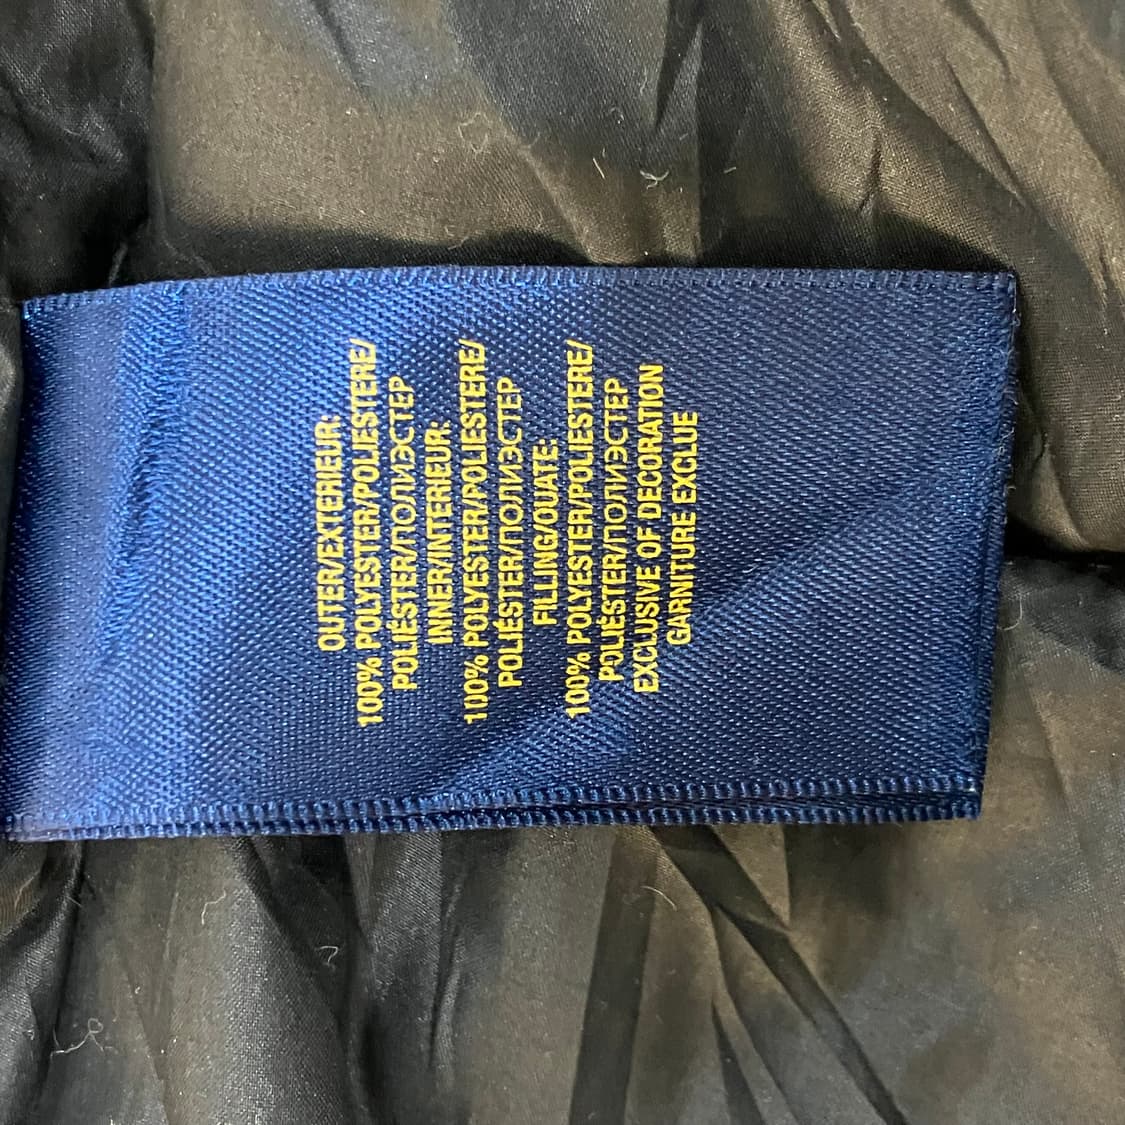 OUTER/EXTERIEUR:
100% POLYESTER/POLIESTERE/
POLIÉSTER/ПОЛИЭСТЕР
INNER/INTERIEUR:
100% POLYESTER/POLIESTERE/
POLIÉSTER/ПОЛИЭСТЕР
FILLING/OUATE:
100% POLYESTER/POLIESTERE/
POLIÉSTER/ПОЛИЭСТЕР
EXCLUSIVE OF DECORATION
GARNITURE EXCLUE